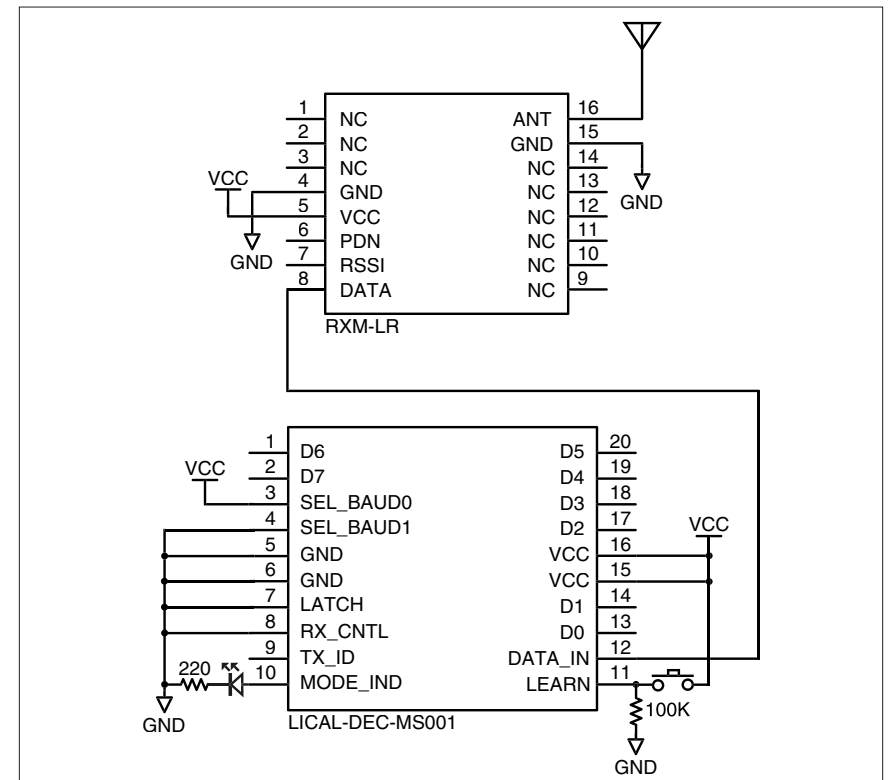 1 NC ANT 16
2 NC GND 15
3 NC NC 14
VCC 4 GND NC 13 GND
5 VCC NC 12
GND 6 PDN NC 11
7 RSSI NC 10
8 DATA NC 9
RXM-LR
1 D6 D5 20
VCC 2 D7 D4 19
3 SEL_BAUD0 D3 18
4 SEL_BAUD1 D2 17 VCC
5 GND VCC 16
6 GND VCC 15
7 LATCH D1 14
8 RX_CNTL D0 13
9 TX_ID DATA_IN 12
220 10 MODE_IND LEARN 11
100K
GND LICAL-DEC-MS001
GND